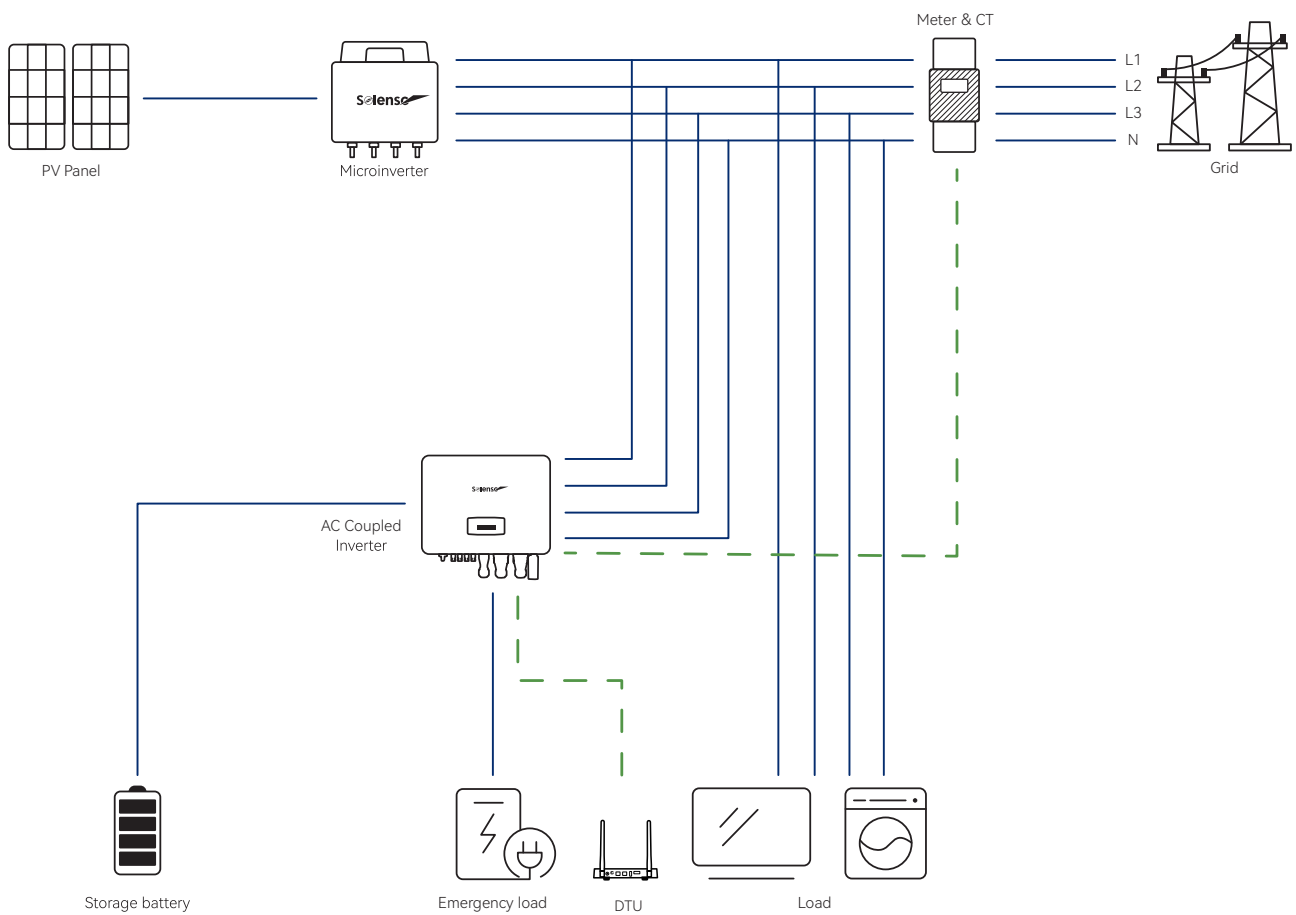 Meter & CT
L1
L2
L3
N
Solenso
PV Panel
Microinverter
Grid
Solenso
AC Coupled
Inverter
Storage battery
Emergency load
DTU
Load